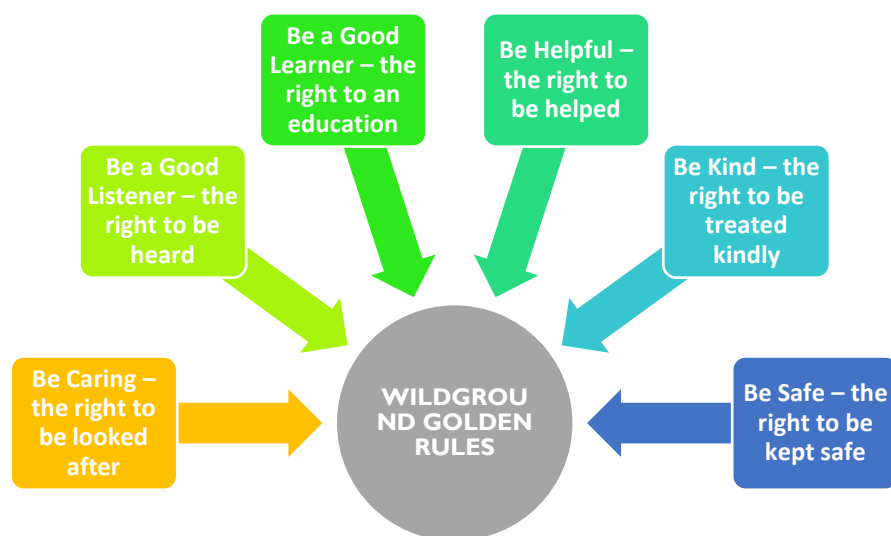 Be Caring –
the right to
be looked
after
Be a Good
Listener – the
right to be
heard
Be a Good
Learner – the
right to an
education
Be Helpful –
the right to
be helped
Be Kind – the
right to be
treated
kindly
Be Safe – the
right to be
kept safe
WILDGROU
ND GOLDEN
RULES